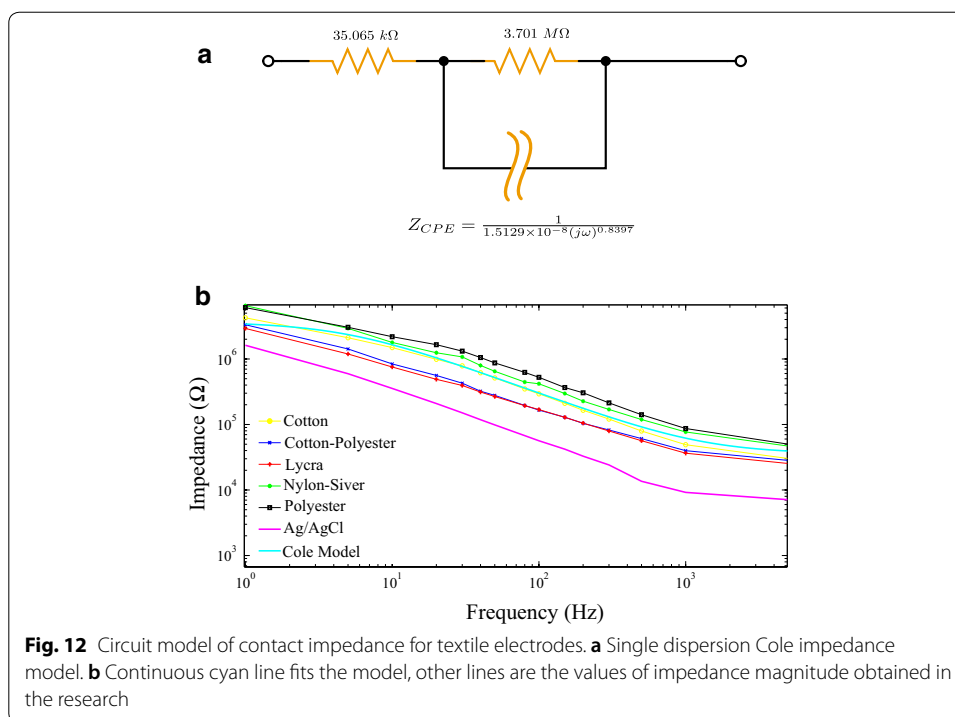 35.065 kΩ
3.701 MΩ
a
Z_{CPE} = \frac{1}{1.5129×10^{-8}(jω)^{0.8397}}
b
Impedance (Ω)
10^6
10^5
10^4
10^3
Cotton
Cotton-Polyester
Lycra
Nylon-Siver
Polyester
Ag/AgCl
Cole Model
10^0
10^1
10^2
10^3
Frequency (Hz)
Fig. 12 Circuit model of contact impedance for textile electrodes. a Single dispersion Cole impedance
model. b Continuous cyan line fits the model, other lines are the values of impedance magnitude obtained in
the research